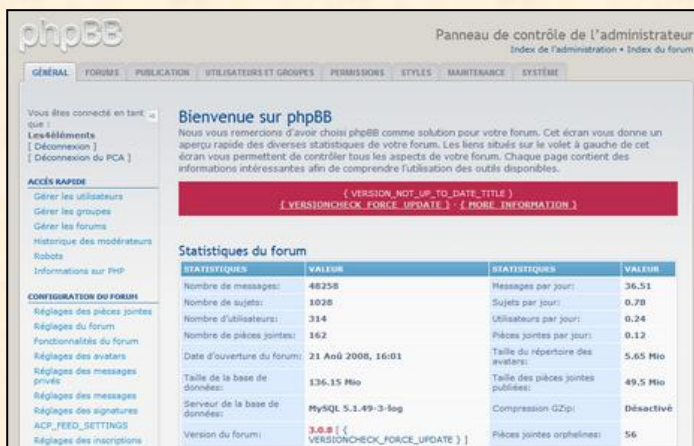 phpBB
Panneau de contrôle de l'administrateur
Index de l'administration • Index du forum
GÉNÉRAL FORUMS PUBLICATION UTILISATEURS ET GROUPES PERMISSIONS STYLES MAINTENANCE SYSTÈME
Vous êtes connecté en tant
que :
Les4éléments
[ Déconnexion ]
[ Déconnexion du PCA ]
ACCÈS RAPIDE
Gérer les utilisateurs
Gérer les groupes
Gérer les forums
Historique des modérateurs
Robots
Informations sur PHP
CONFIGURATION DU FORUM
Réglages des pièces jointes
Réglages du forum
Fonctionnalités du forum
Réglages des avatars
Réglages des messages
privés
Réglages des messages
Réglages des signatures
ACP_FEED_SETTINGS
Réglages des inscriptions
Bienvenue sur phpBB
Nous vous remercions d'avoir choisi phpBB comme solution pour votre forum. Cet écran vous donne un
aperçu rapide des diverses statistiques de votre forum. Les liens situés sur le volet à gauche de cet
écran vous permettent de contrôler tous les aspects de votre forum. Chaque page contient des
informations intéressantes afin de comprendre l'utilisation des outils disponibles.
{ VERSION_NOT_UP_TO_DATE_TITLE }
{ VERSIONCHECK_FORCE_UPDATE } · { MORE_INFORMATION }
Statistiques du forum
STATISTIQUES VALEUR STATISTIQUES VALEUR
Nombre de messages: 48258 Messages par jour: 36.51
Nombre de sujets: 1028 Sujets par jour: 0.78
Nombre d'utilisateurs: 314 Utilisateurs par jour: 0.24
Nombre de pièces jointes: 162 Pièces jointes par jour: 0.12
Date d'ouverture du forum: 21 Aoû 2008, 16:01 Taille du répertoire des
avatars: 5.65 Mio
Taille de la base de
données: 136.15 Mio Taille des pièces jointes
publiées: 49.5 Mio
Serveur de la base de
données: MySQL 5.1.49-3-log Compression GZip: Désactivé
Version du forum: 3.0.8 [ {
VERSIONCHECK_FORCE_UPDATE } ] Pièces jointes orphelines: 56